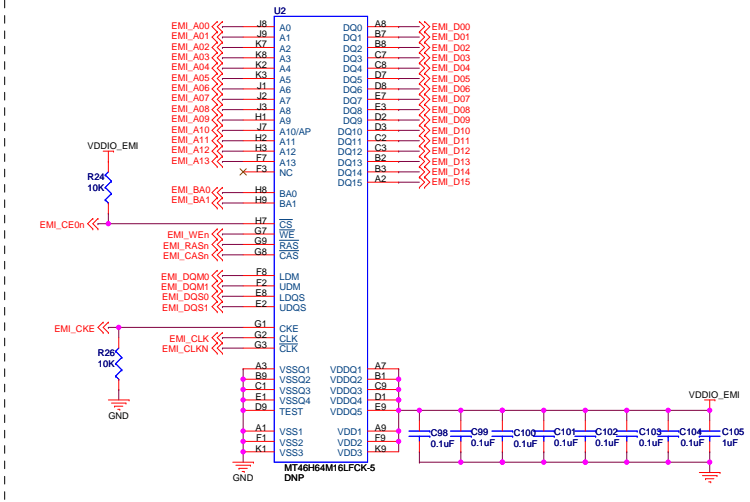 U2
EMI_A00 J8 A0 DQ0 A8 EMI_D00
EMI_A01 J9 A1 DQ1 B7 EMI_D01
EMI_A02 K7 A2 DQ2 B8 EMI_D02
EMI_A03 K8 A3 DQ3 C7 EMI_D03
EMI_A04 K2 A4 DQ4 C8 EMI_D04
EMI_A05 K3 A5 DQ5 D7 EMI_D05
EMI_A06 J1 A6 DQ6 D8 EMI_D06
EMI_A07 J2 A7 DQ7 E7 EMI_D07
EMI_A08 J3 A8 DQ8 E3 EMI_D08
EMI_A09 H1 A9 DQ9 D2 EMI_D09
EMI_A10 J7 A10/AP DQ10 D3 EMI_D10
EMI_A11 H2 A11 DQ11 C2 EMI_D11
EMI_A12 H3 A12 DQ12 C3 EMI_D12
EMI_A13 F7 A13 DQ13 B2 EMI_D13
F3 NC DQ14 B3 EMI_D14
DQ15 A2 EMI_D15
VDDIO_EMI
R24
10K
EMI_BA0 H8 BA0
EMI_BA1 H9 BA1
EMI_CE0n H7 CS
EMI_WEn G7 WE
EMI_RASn G9 RAS
EMI_CASn G8 CAS
EMI_DQM0 F8 LDM
EMI_DQM1 F2 UDM
EMI_DQS0 E8 LDQS
EMI_DQS1 E2 UDQS
EMI_CKE G1 CKE
EMI_CLK G2 CLK
EMI_CLKN G3 CLK
R26
10K
GND
A3 VSSQ1 VDDQ1 A7
B9 VSSQ2 VDDQ2 B1
C1 VSSQ3 VDDQ3 C9
E1 VSSQ4 VDDQ4 D1
D9 TEST VDDQ5 E9
A1 VSS1 VDD1 A9
F1 VSS2 VDD2 F9
K1 VSS3 VDD3 K9
GND
MT46H64M16LFCK-5
DNP
VDDIO_EMI
C98 C99 C100 C101 C102 C103 C104 C105
0.1uF 0.1uF 0.1uF 0.1uF 0.1uF 0.1uF 0.1uF 1uF